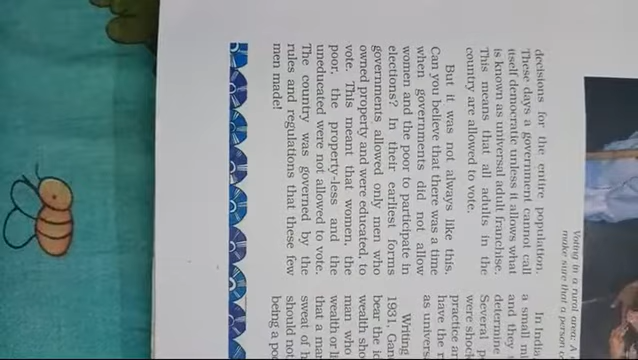 Voting in a rural area: A
make sure that a person
decisions for the entire population.
These days a government cannot call
itself democratic unless it allows what
is known as universal adult franchise.
This means that all adults in the
country are allowed to vote.
But it was not always like this.
Can you believe that there was a time
when governments did not allow
women and the poor to participate in
elections? In their earliest forms
governments allowed only men who
owned property and were educated, to
vote. This meant that women, the
poor, the property-less and the
uneducated were not allowed to vote.
The country was governed by the
rules and regulations that these few
men made!
In India
a small mi
and they
determine
Several
were shoc
practice a
have the r
as univers
Writing
1931, Gan
bear the id
wealth sho
man who
wealth or li
that a man
sweat of h
should not
being a poo